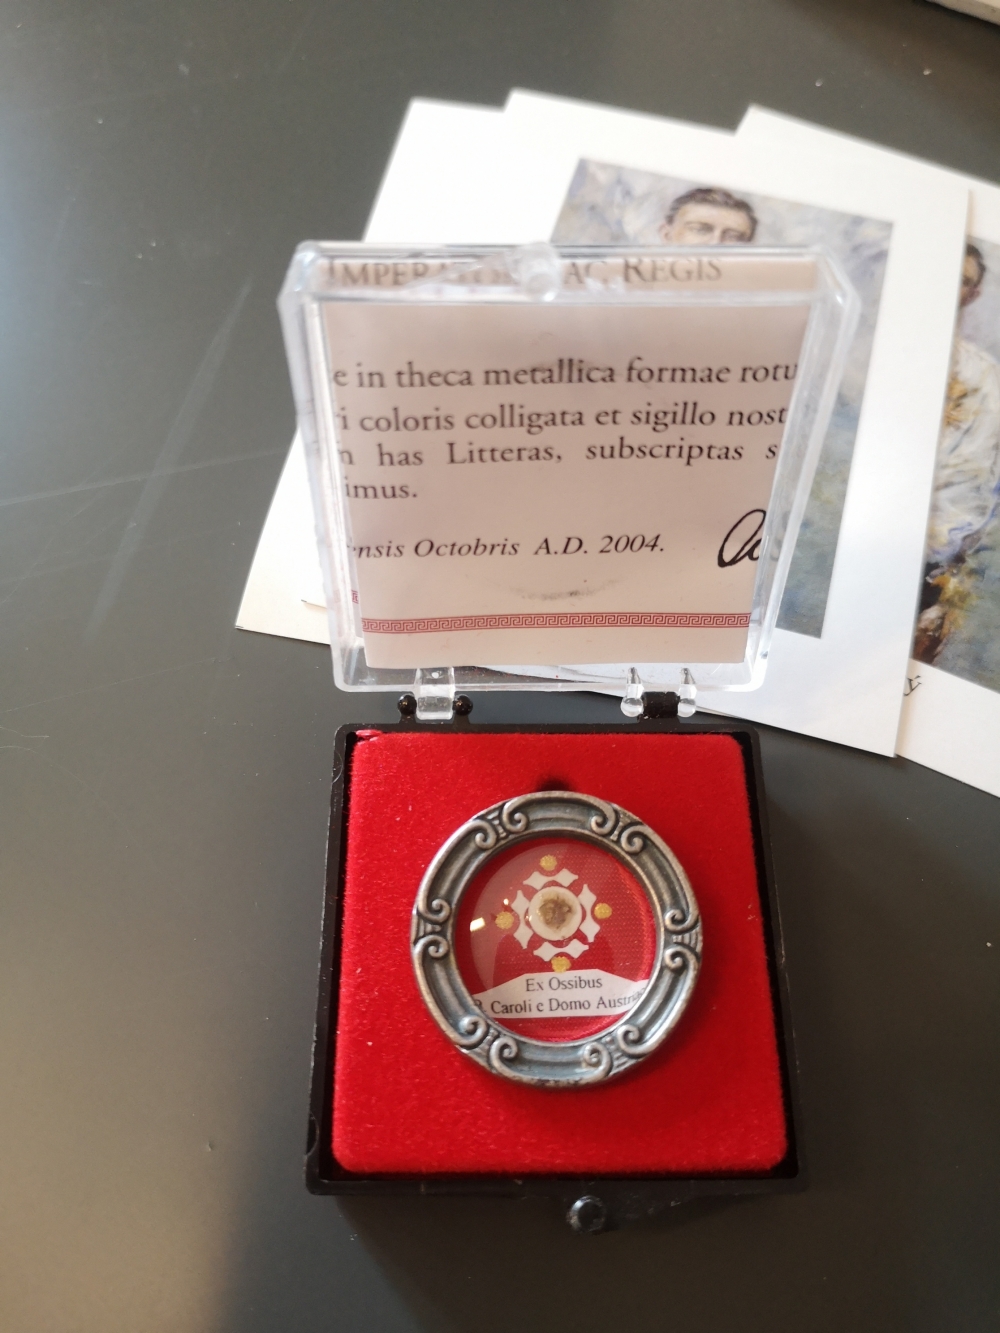 IMPERATORIS AC REGIS
e in theca metallica formae rotu
i coloris colligata et sigillo nost
n has Litteras, subscriptas s
imus.
ensis Octobris A.D. 2004.
Ex Ossibus
B. Caroli e Domo Austria